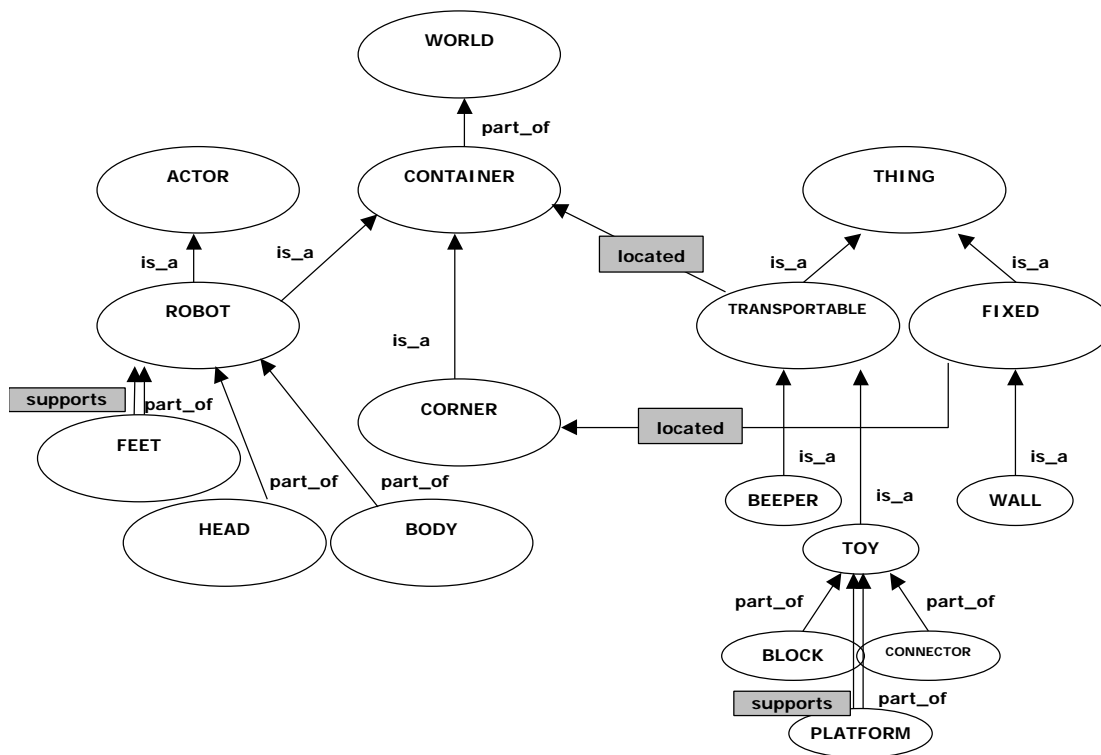 WORLD
part_of
ACTOR
CONTAINER
THING
is_a
is_a
located
is_a
is_a
ROBOT
TRANSPORTABLE
FIXED
is_a
supports
part_of
CORNER
located
FEET
is_a
is_a
part_of
part_of
BEEPER
is_a
WALL
HEAD
BODY
TOY
part_of
part_of
BLOCK
CONNECTOR
supports
part_of
PLATFORM